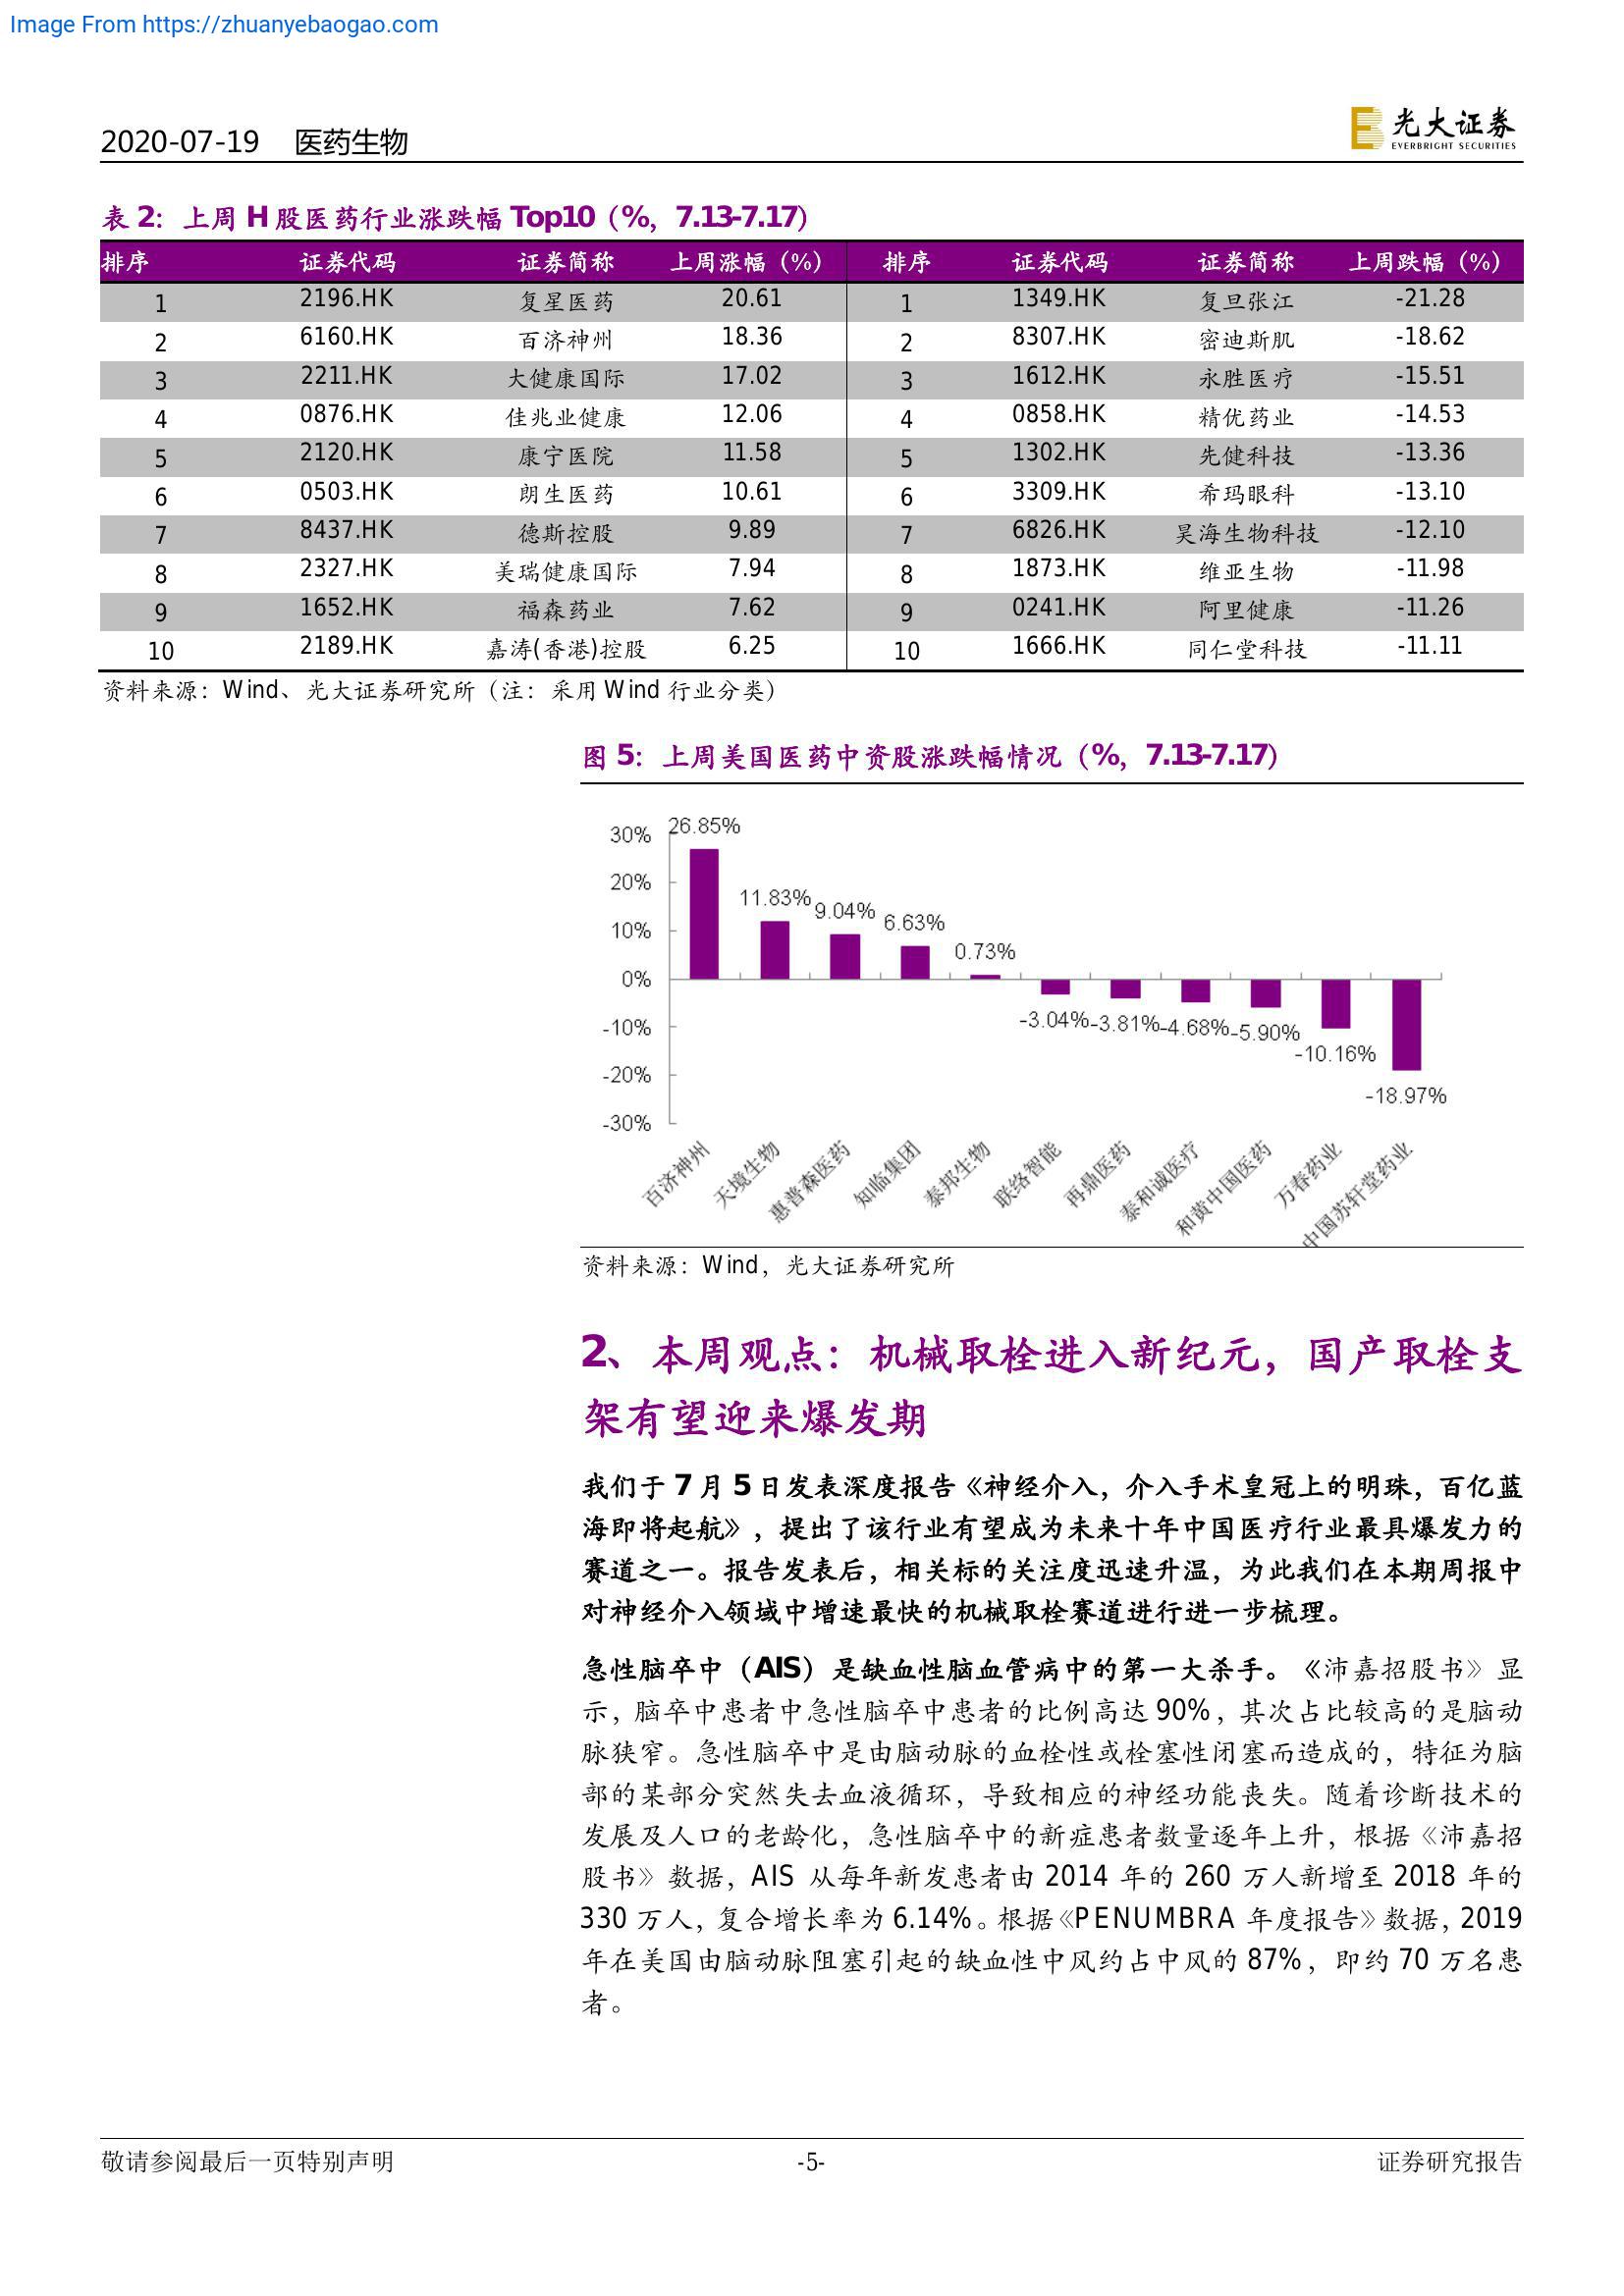 Image From https://zhuanyebaogao.com
2020-07-19 医药生物
光大证券
EVERBRIGHT SECURITIES
表 2：上周 H 股医药行业涨跌幅 Top10（%，7.13-7.17）
排序 证券代码 证券简称 上周涨幅（%） 排序 证券代码 证券简称 上周跌幅（%）
1 2196.HK 复星医药 20.61 1 1349.HK 复旦张江 -21.28
2 6160.HK 百济神州 18.36 2 8307.HK 密迪斯肌 -18.62
3 2211.HK 大健康国际 17.02 3 1612.HK 永胜医疗 -15.51
4 0876.HK 佳兆业健康 12.06 4 0858.HK 精优药业 -14.53
5 2120.HK 康宁医院 11.58 5 1302.HK 先健科技 -13.36
6 0503.HK 朗生医药 10.61 6 3309.HK 希玛眼科 -13.10
7 8437.HK 德斯控股 9.89 7 6826.HK 昊海生物科技 -12.10
8 2327.HK 美瑞健康国际 7.94 8 1873.HK 维亚生物 -11.98
9 1652.HK 福森药业 7.62 9 0241.HK 阿里健康 -11.26
10 2189.HK 嘉涛(香港)控股 6.25 10 1666.HK 同仁堂科技 -11.11
资料来源：Wind、光大证券研究所（注：采用 Wind 行业分类）
图 5：上周美国医药中资股涨跌幅情况（%，7.13-7.17）
30%
20%
10%
0%
-10%
-20%
-30%
26.85%
11.83%
9.04%
6.63%
0.73%
-3.04%
-3.81%
-4.68%
-5.90%
-10.16%
-18.97%
百济神州
天境生物
惠普森医药
知临集团
泰邦生物
联络智能
再鼎医药
泰和诚医疗
和黄中国医药
万春药业
中国苏轩堂药业
资料来源：Wind，光大证券研究所
2、本周观点：机械取栓进入新纪元，国产取栓支
架有望迎来爆发期
我们于 7 月 5 日发表深度报告《神经介入，介入手术皇冠上的明珠，百亿蓝
海即将起航》，提出了该行业有望成为未来十年中国医疗行业最具爆发力的
赛道之一。报告发表后，相关标的关注度迅速升温，为此我们在本期周报中
对神经介入领域中增速最快的机械取栓赛道进行进一步梳理。
急性脑卒中（AIS）是缺血性脑血管病中的第一大杀手。《沛嘉招股书》显
示，脑卒中患者中急性脑卒中患者的比例高达 90%，其次占比较高的是脑动
脉狭窄。急性脑卒中是由脑动脉的血栓性或栓塞性闭塞而造成的，特征为脑
部的某部分突然失去血液循环，导致相应的神经功能丧失。随着诊断技术的
发展及人口的老龄化，急性脑卒中的新症患者数量逐年上升，根据《沛嘉招
股书》数据，AIS 从每年新发患者由 2014 年的 260 万人新增至 2018 年的
330 万人，复合增长率为 6.14%。根据《PENUMBRA 年度报告》数据，2019
年在美国由脑动脉阻塞引起的缺血性中风约占中风的 87%，即约 70 万名患
者。
敬请参阅最后一页特别声明 -5- 证券研究报告